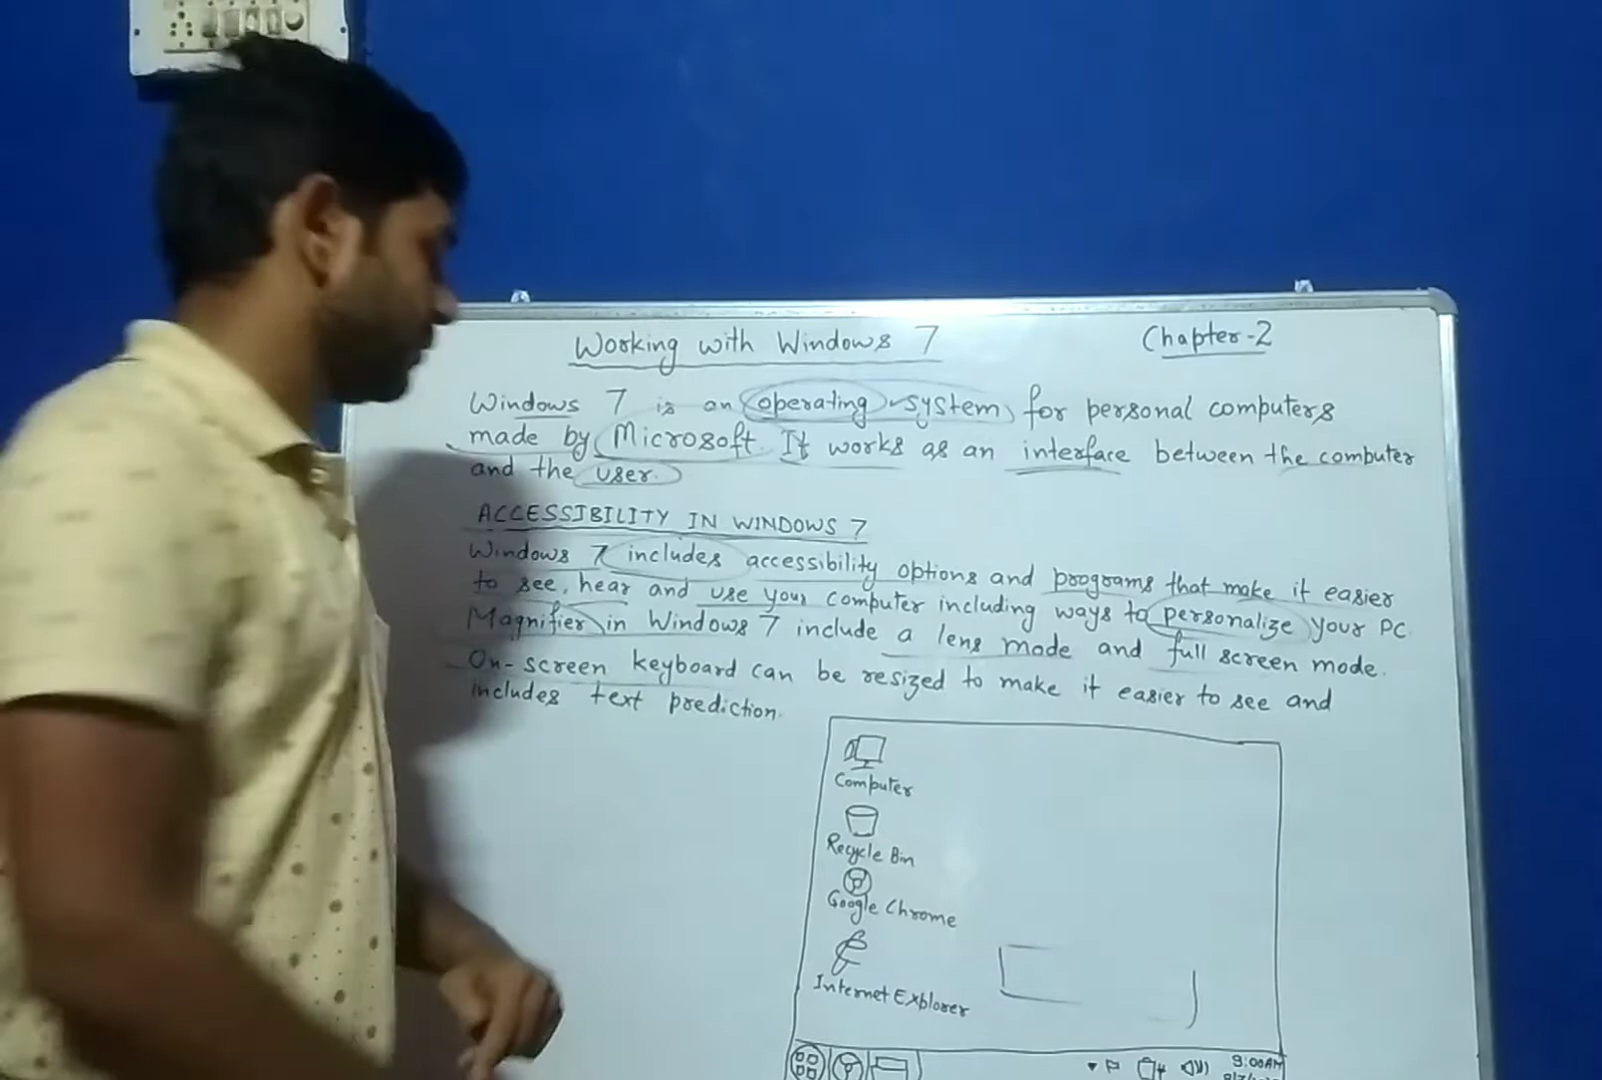 Working with Windows 7
Chapter-2
Windows 7 is an operating system for personal computers
made by Microsoft. It works as an interface between the computer
and the user.
ACCESSIBILITY IN WINDOWS 7
Windows 7 includes accessibility options and programs that make it easier
to see, hear and use your computer including ways to personalize your PC.
Magnifier in Windows 7 include a lens mode and full screen mode.
On-screen keyboard can be resized to make it easier to see and
includes text prediction.
Computer
Recycle Bin
Google Chrome
Internet Explorer
9:00AM